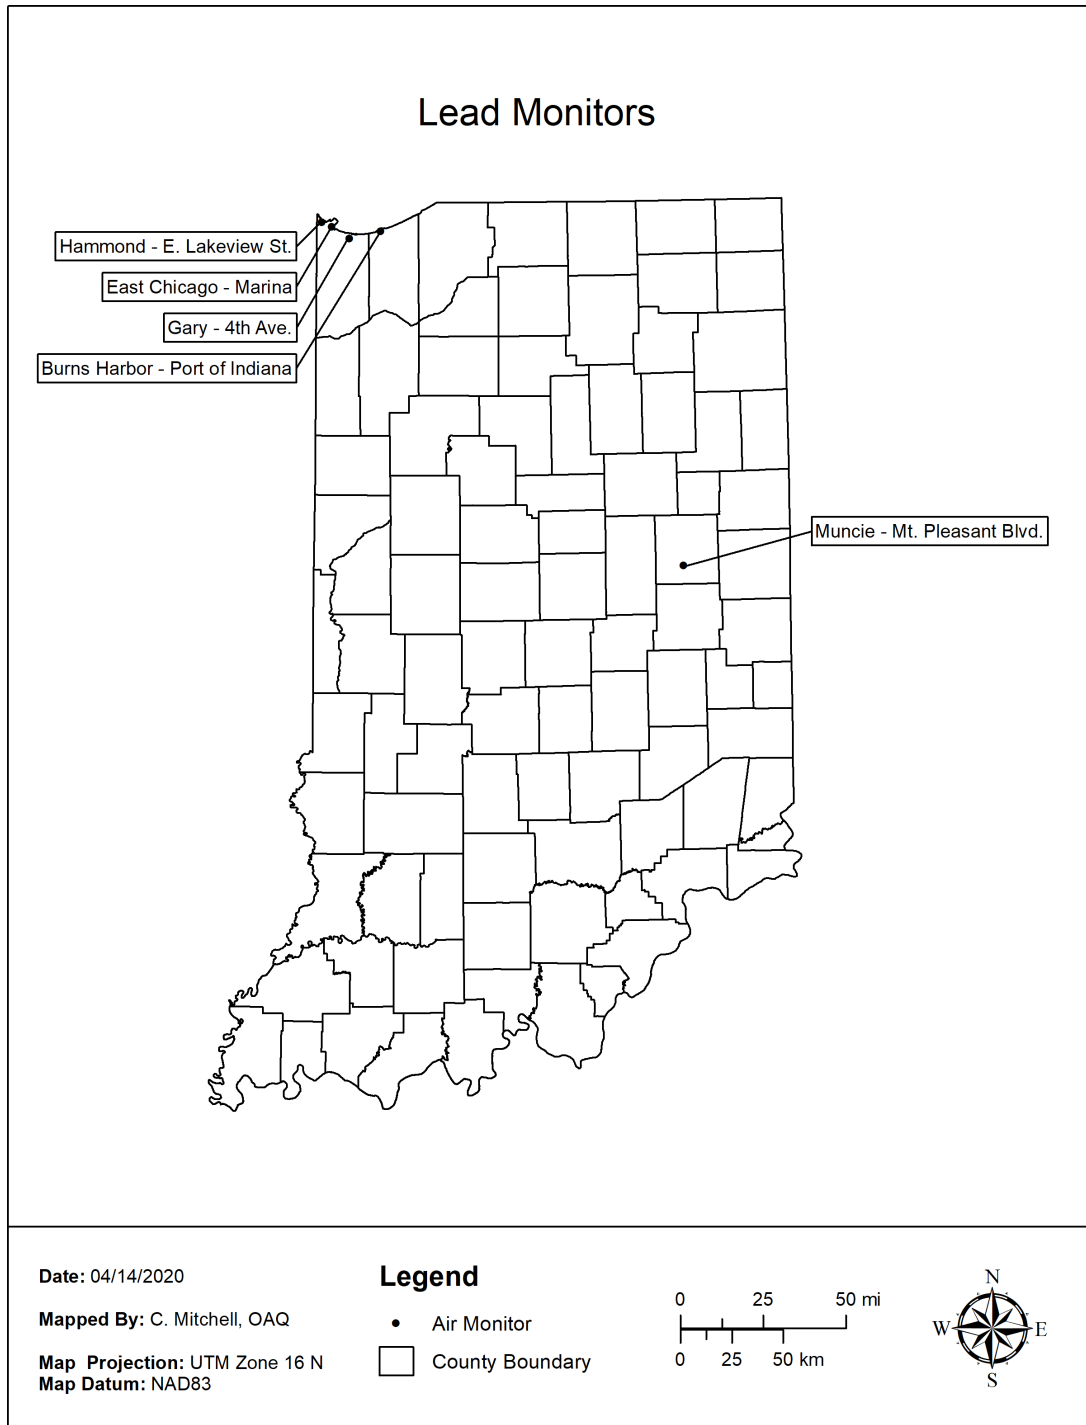 Lead Monitors
Hammond - E. Lakeview St.
East Chicago - Marina
Gary - 4th Ave.
Burns Harbor - Port of Indiana
Muncie - Mt. Pleasant Blvd.
Date: 04/14/2020
Mapped By: C. Mitchell, OAQ
Map Projection: UTM Zone 16 N
Map Datum: NAD83
Legend
Air Monitor
County Boundary
0 25 50 mi
0 25 50 km
N
W E
S